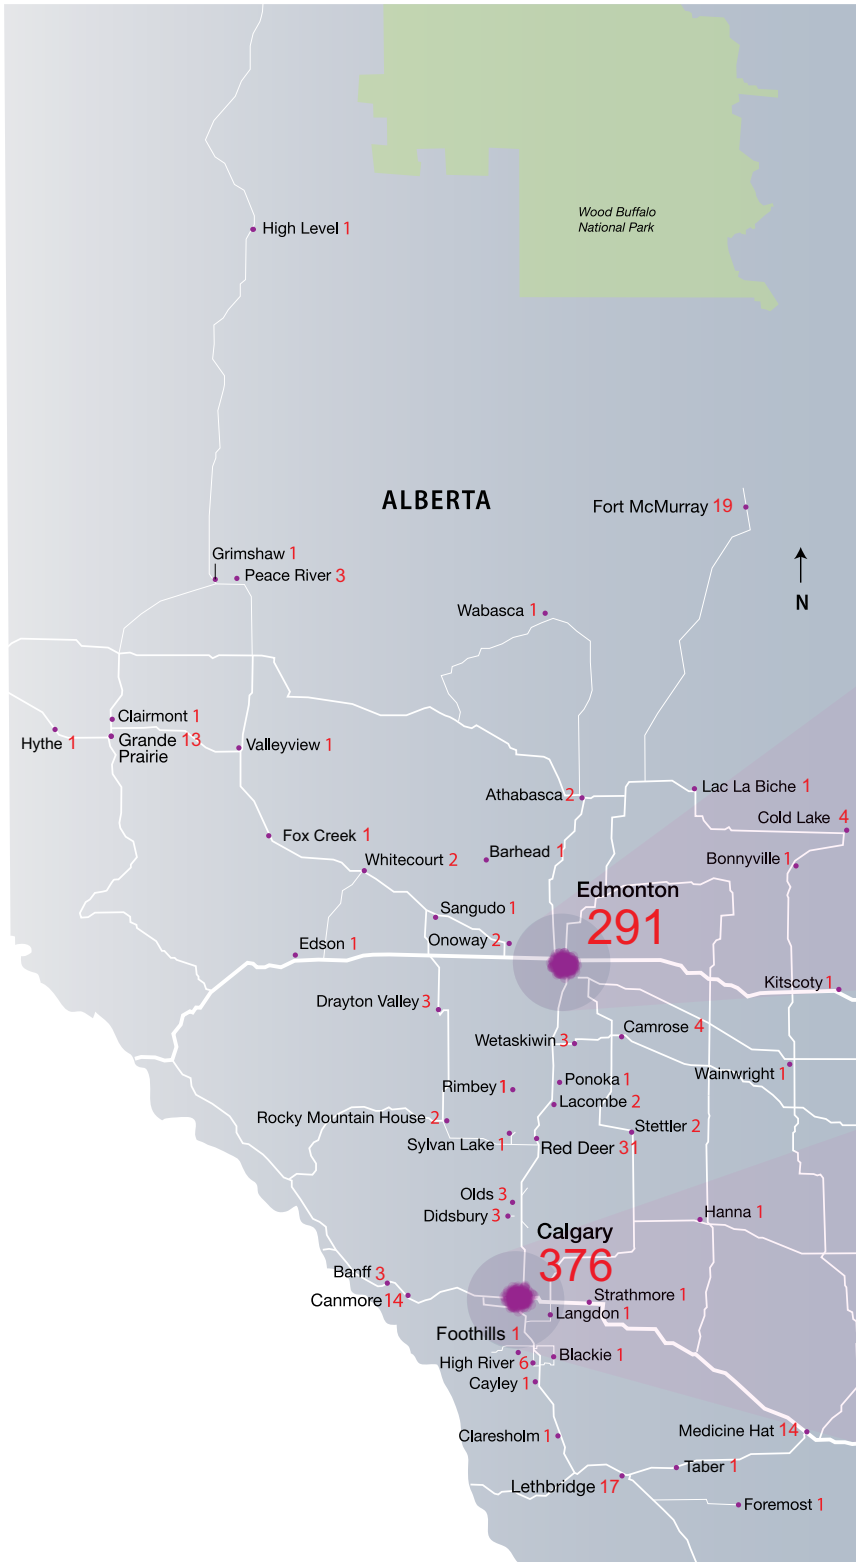 Wood Buffalo
National Park
High Level 1
ALBERTA
Fort McMurray 19
Grimshaw 1
Peace River 3
N
Wabasca 1
Clairmont 1
Hythe 1
Grande 13
Prairie
Valleyview 1
Athabasca 2
Lac La Biche 1
Cold Lake 4
Fox Creek 1
Whitecourt 2
Barhead 1
Bonnyville 1
Edmonton
291
Sangudo 1
Onoway 2
Edson 1
Kitscoty 1
Drayton Valley 3
Camrose 4
Wetaskiwin 3
Wainwright 1
Rimbey 1
Ponoka 1
Lacombe 2
Rocky Mountain House 2
Stettler 2
Sylvan Lake 1
Red Deer 31
Olds 3
Didsbury 3
Hanna 1
Calgary
376
Banff 3
Canmore 14
Strathmore 1
Langdon 1
Foothills 1
High River 6
Blackie 1
Cayley 1
Claresholm 1
Medicine Hat 14
Taber 1
Lethbridge 17
Foremost 1